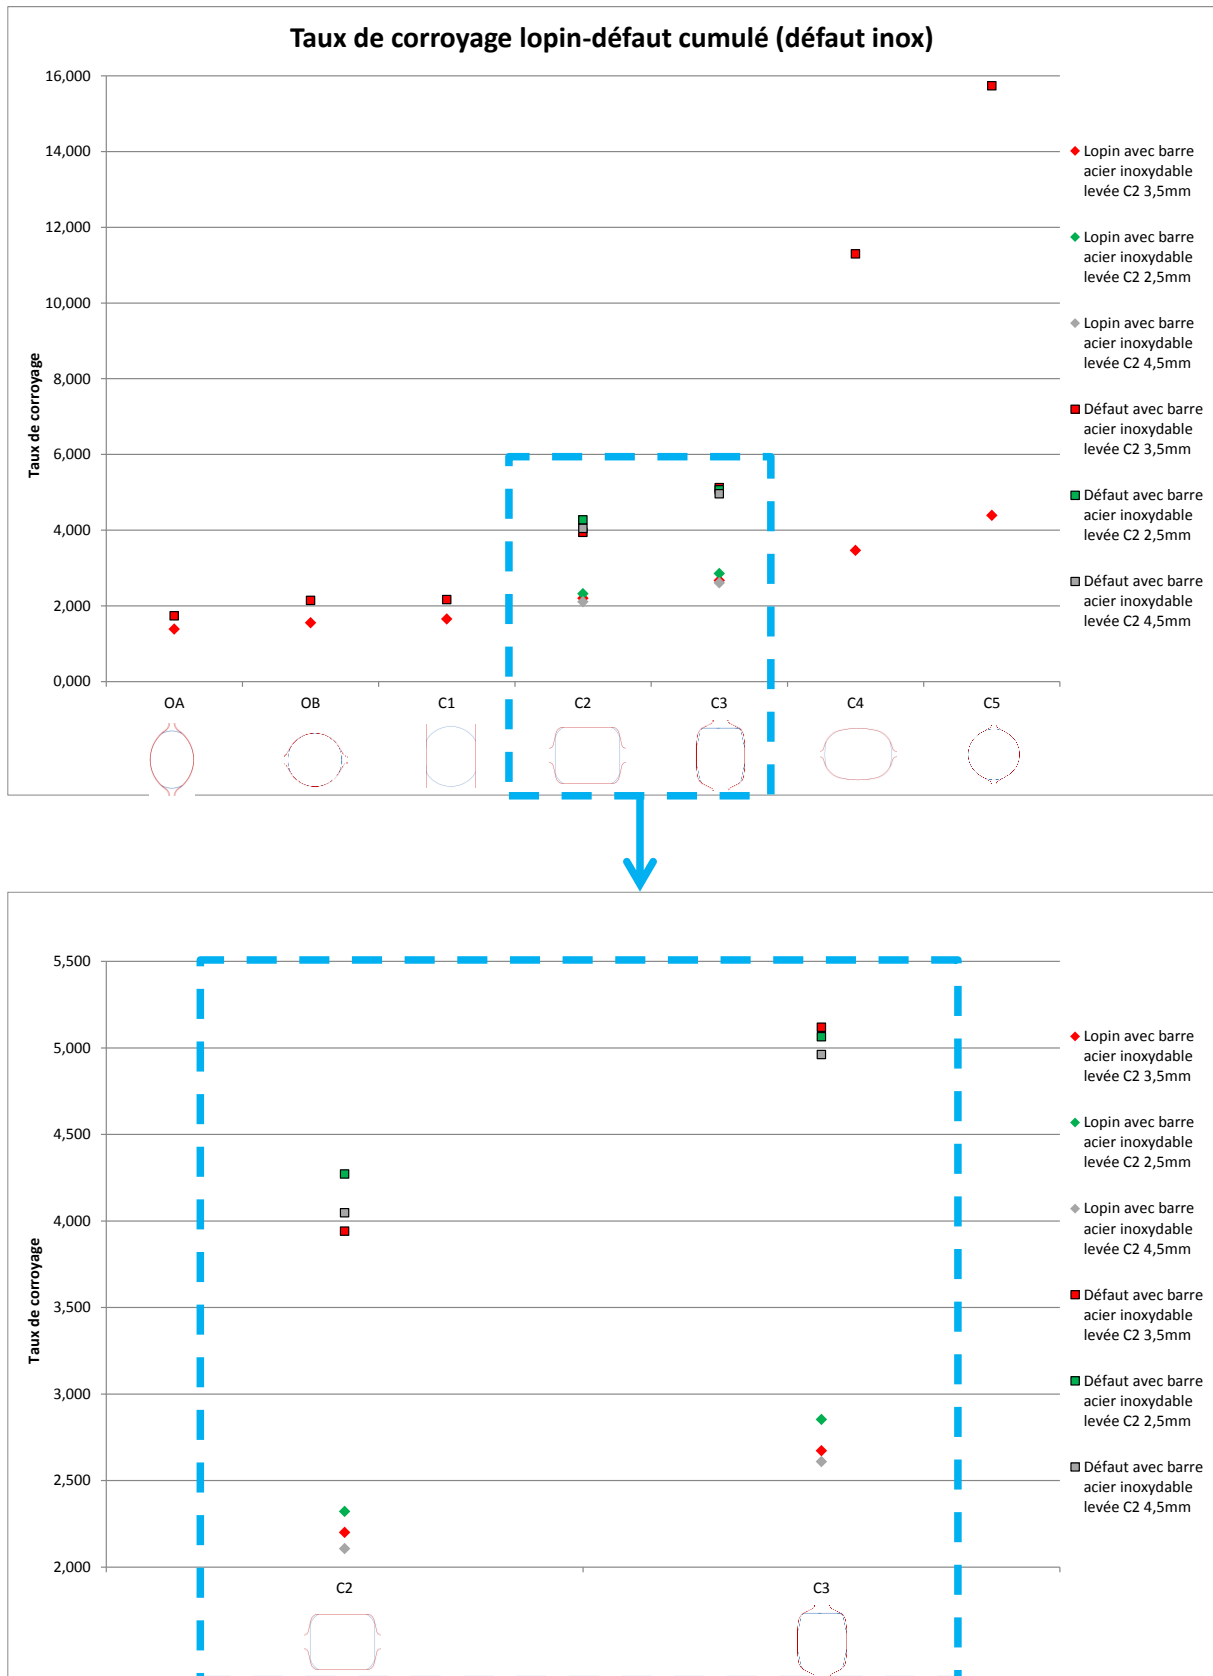 Taux de corroyage lopin-défaut cumulé (défaut inox)
16,000
14,000
12,000
10,000
8,000
6,000
4,000
2,000
0,000
Taux de corroyage
OA
OB
C1
C2
C3
C4
C5
Lopin avec barre
acier inoxydable
levée C2 3,5mm
Lopin avec barre
acier inoxydable
levée C2 2,5mm
Lopin avec barre
acier inoxydable
levée C2 4,5mm
Défaut avec barre
acier inoxydable
levée C2 3,5mm
Défaut avec barre
acier inoxydable
levée C2 2,5mm
Défaut avec barre
acier inoxydable
levée C2 4,5mm
5,500
5,000
4,500
4,000
3,500
3,000
2,500
2,000
Taux de corroyage
C2
C3
Lopin avec barre
acier inoxydable
levée C2 3,5mm
Lopin avec barre
acier inoxydable
levée C2 2,5mm
Lopin avec barre
acier inoxydable
levée C2 4,5mm
Défaut avec barre
acier inoxydable
levée C2 3,5mm
Défaut avec barre
acier inoxydable
levée C2 2,5mm
Défaut avec barre
acier inoxydable
levée C2 4,5mm